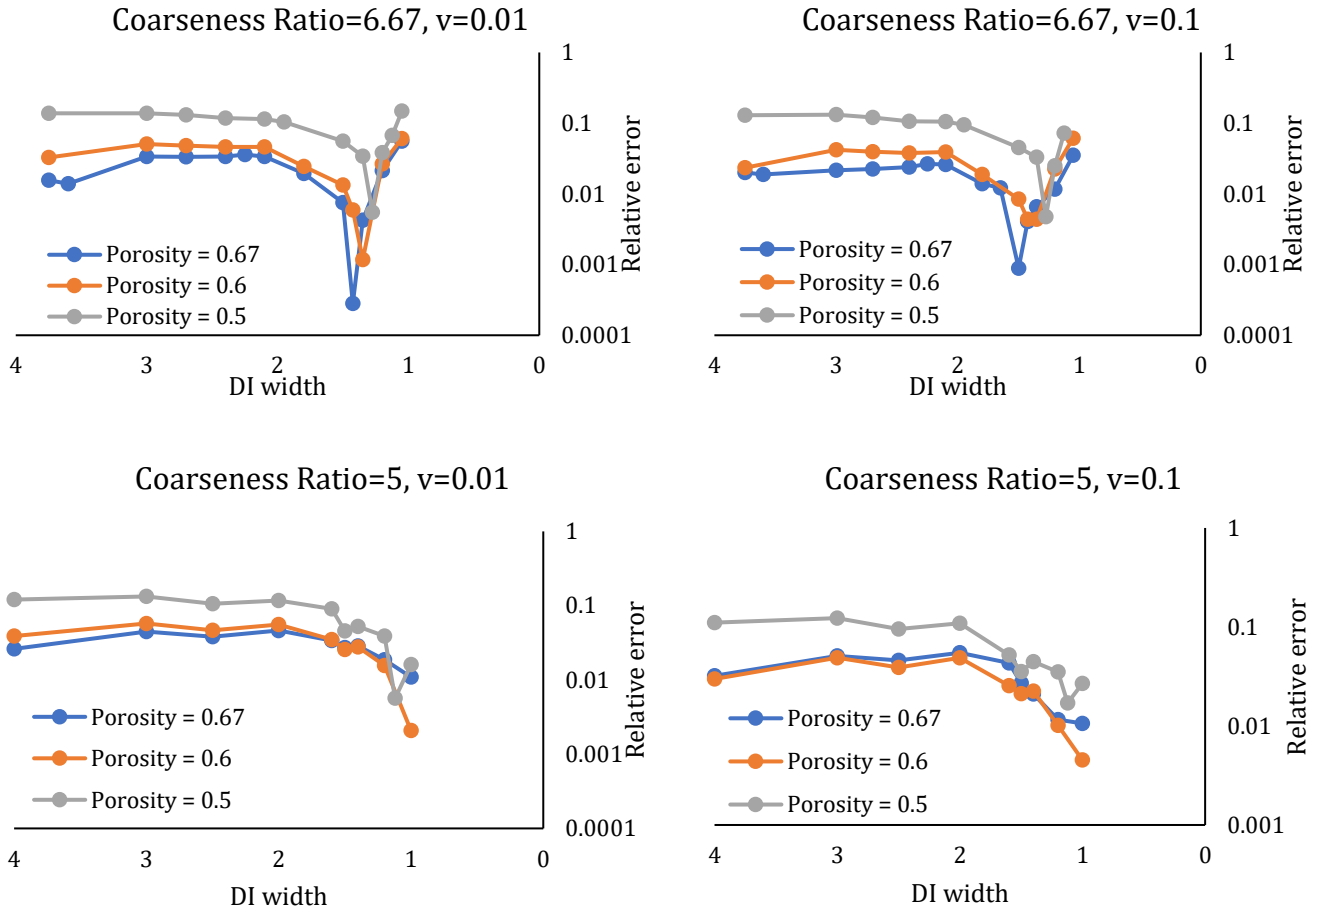 Coarseness Ratio=6.67, v=0.01
1
0.1
0.01
0.001
0.0001
Relative error
Porosity = 0.67
Porosity = 0.6
Porosity = 0.5
4 3 2 1 0
DI width
Coarseness Ratio=6.67, v=0.1
1
0.1
0.01
0.001
0.0001
Relative error
Porosity = 0.67
Porosity = 0.6
Porosity = 0.5
4 3 2 1 0
DI width
Coarseness Ratio=5, v=0.01
1
0.1
0.01
0.001
0.0001
Relative error
Porosity = 0.67
Porosity = 0.6
Porosity = 0.5
4 3 2 1 0
DI width
Coarseness Ratio=5, v=0.1
1
0.1
0.01
0.001
Relative error
Porosity = 0.67
Porosity = 0.6
Porosity = 0.5
4 3 2 1 0
DI width